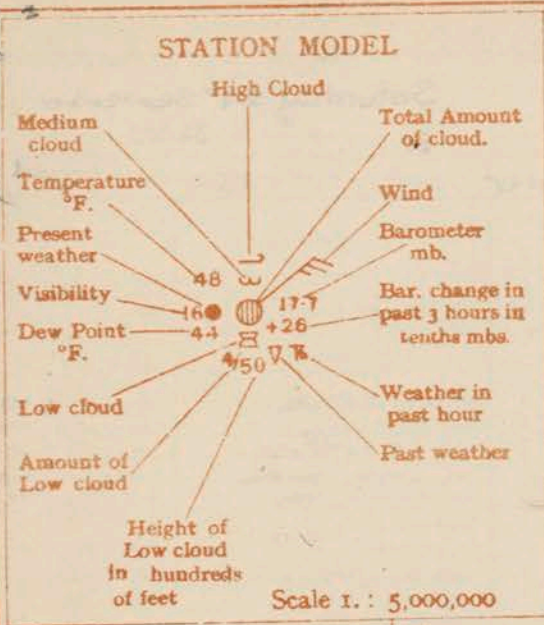 STATION MODEL
High Cloud
Medium
cloud
Total Amount
of cloud.
Temperature
°F.
Wind
Present
weather
Barometer
mb.
48
Visibility
16
17.7
Bar. change in
past 3 hours in
tenths mbs.
Dew Point
°F.
44
+26
4/50
Low cloud
Weather in
past hour
Amount of
Low cloud
Past weather
Height of
Low cloud
in hundreds
of feet
Scale 1.: 5,000,000